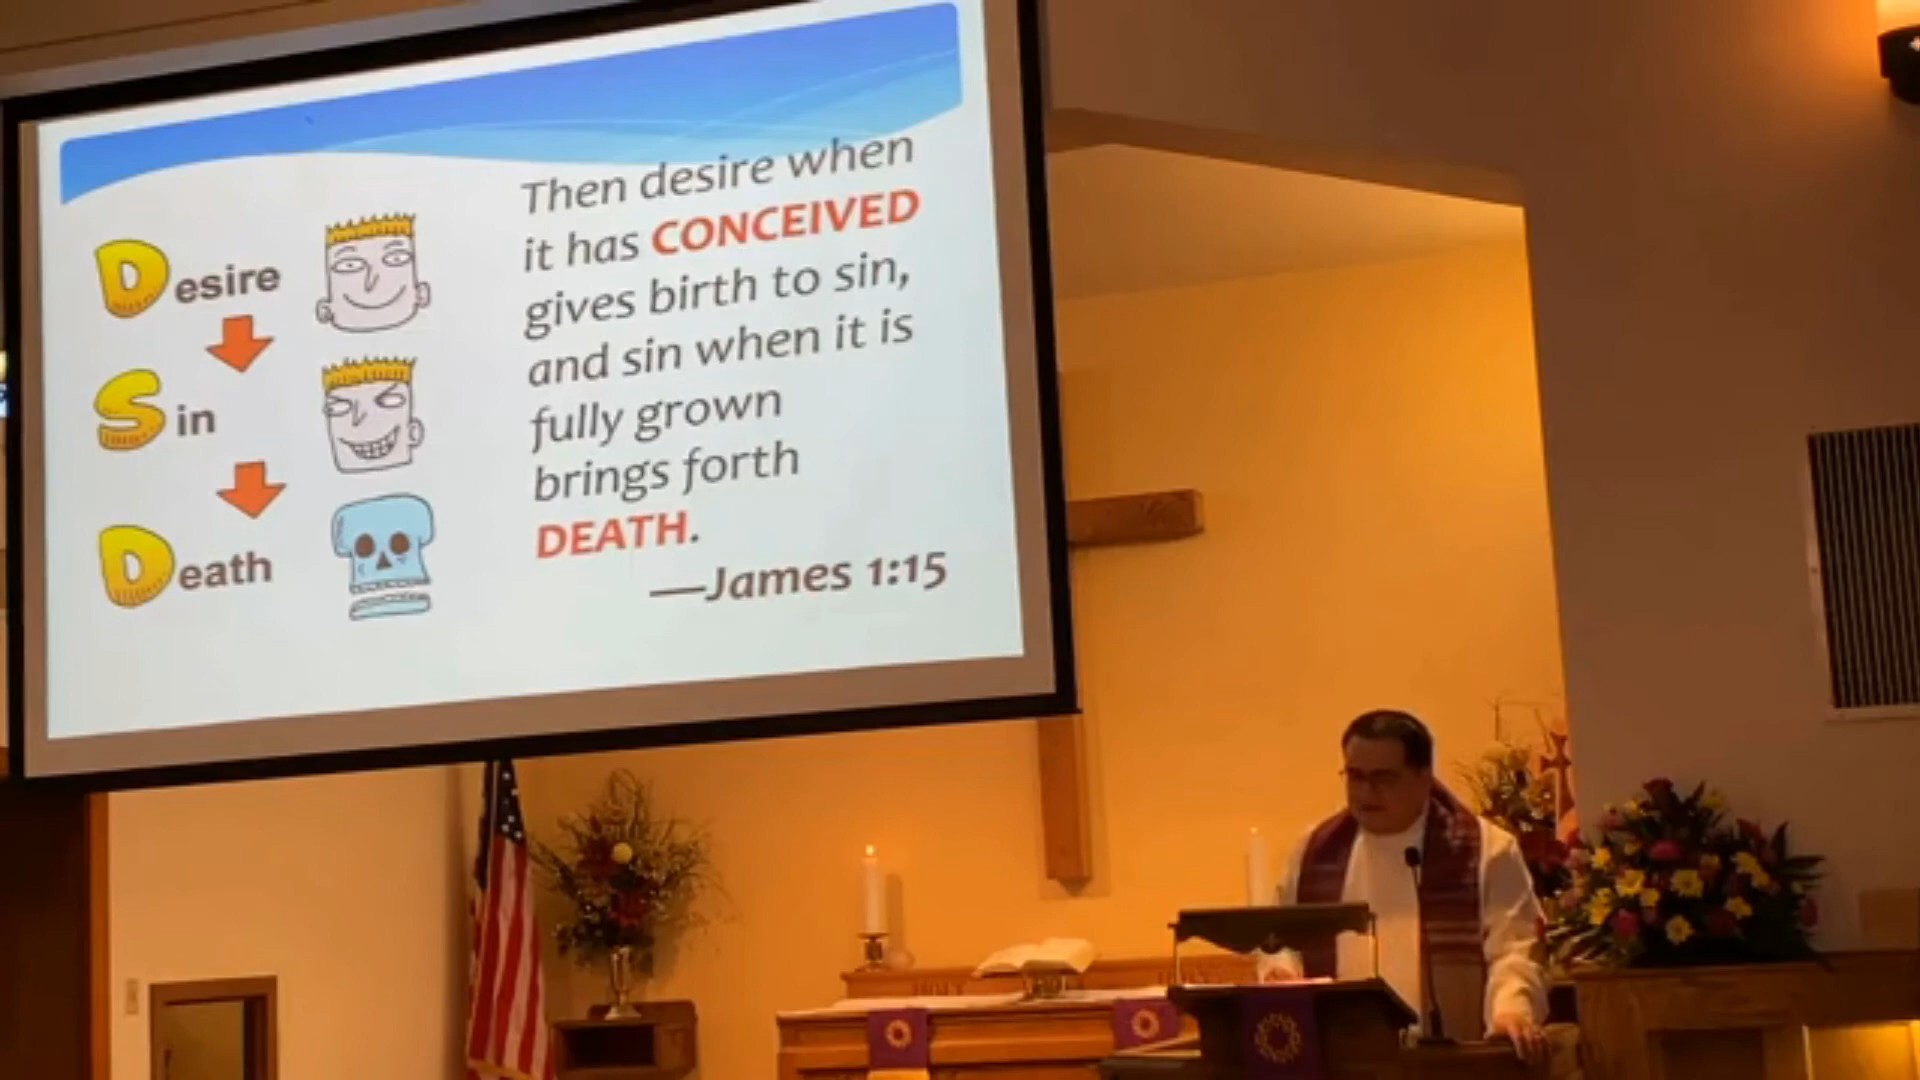 Desire
Sin
Death
Then desire when
it has CONCEIVED
gives birth to sin,
and sin when it is
fully grown
brings forth
DEATH.
—James 1:15